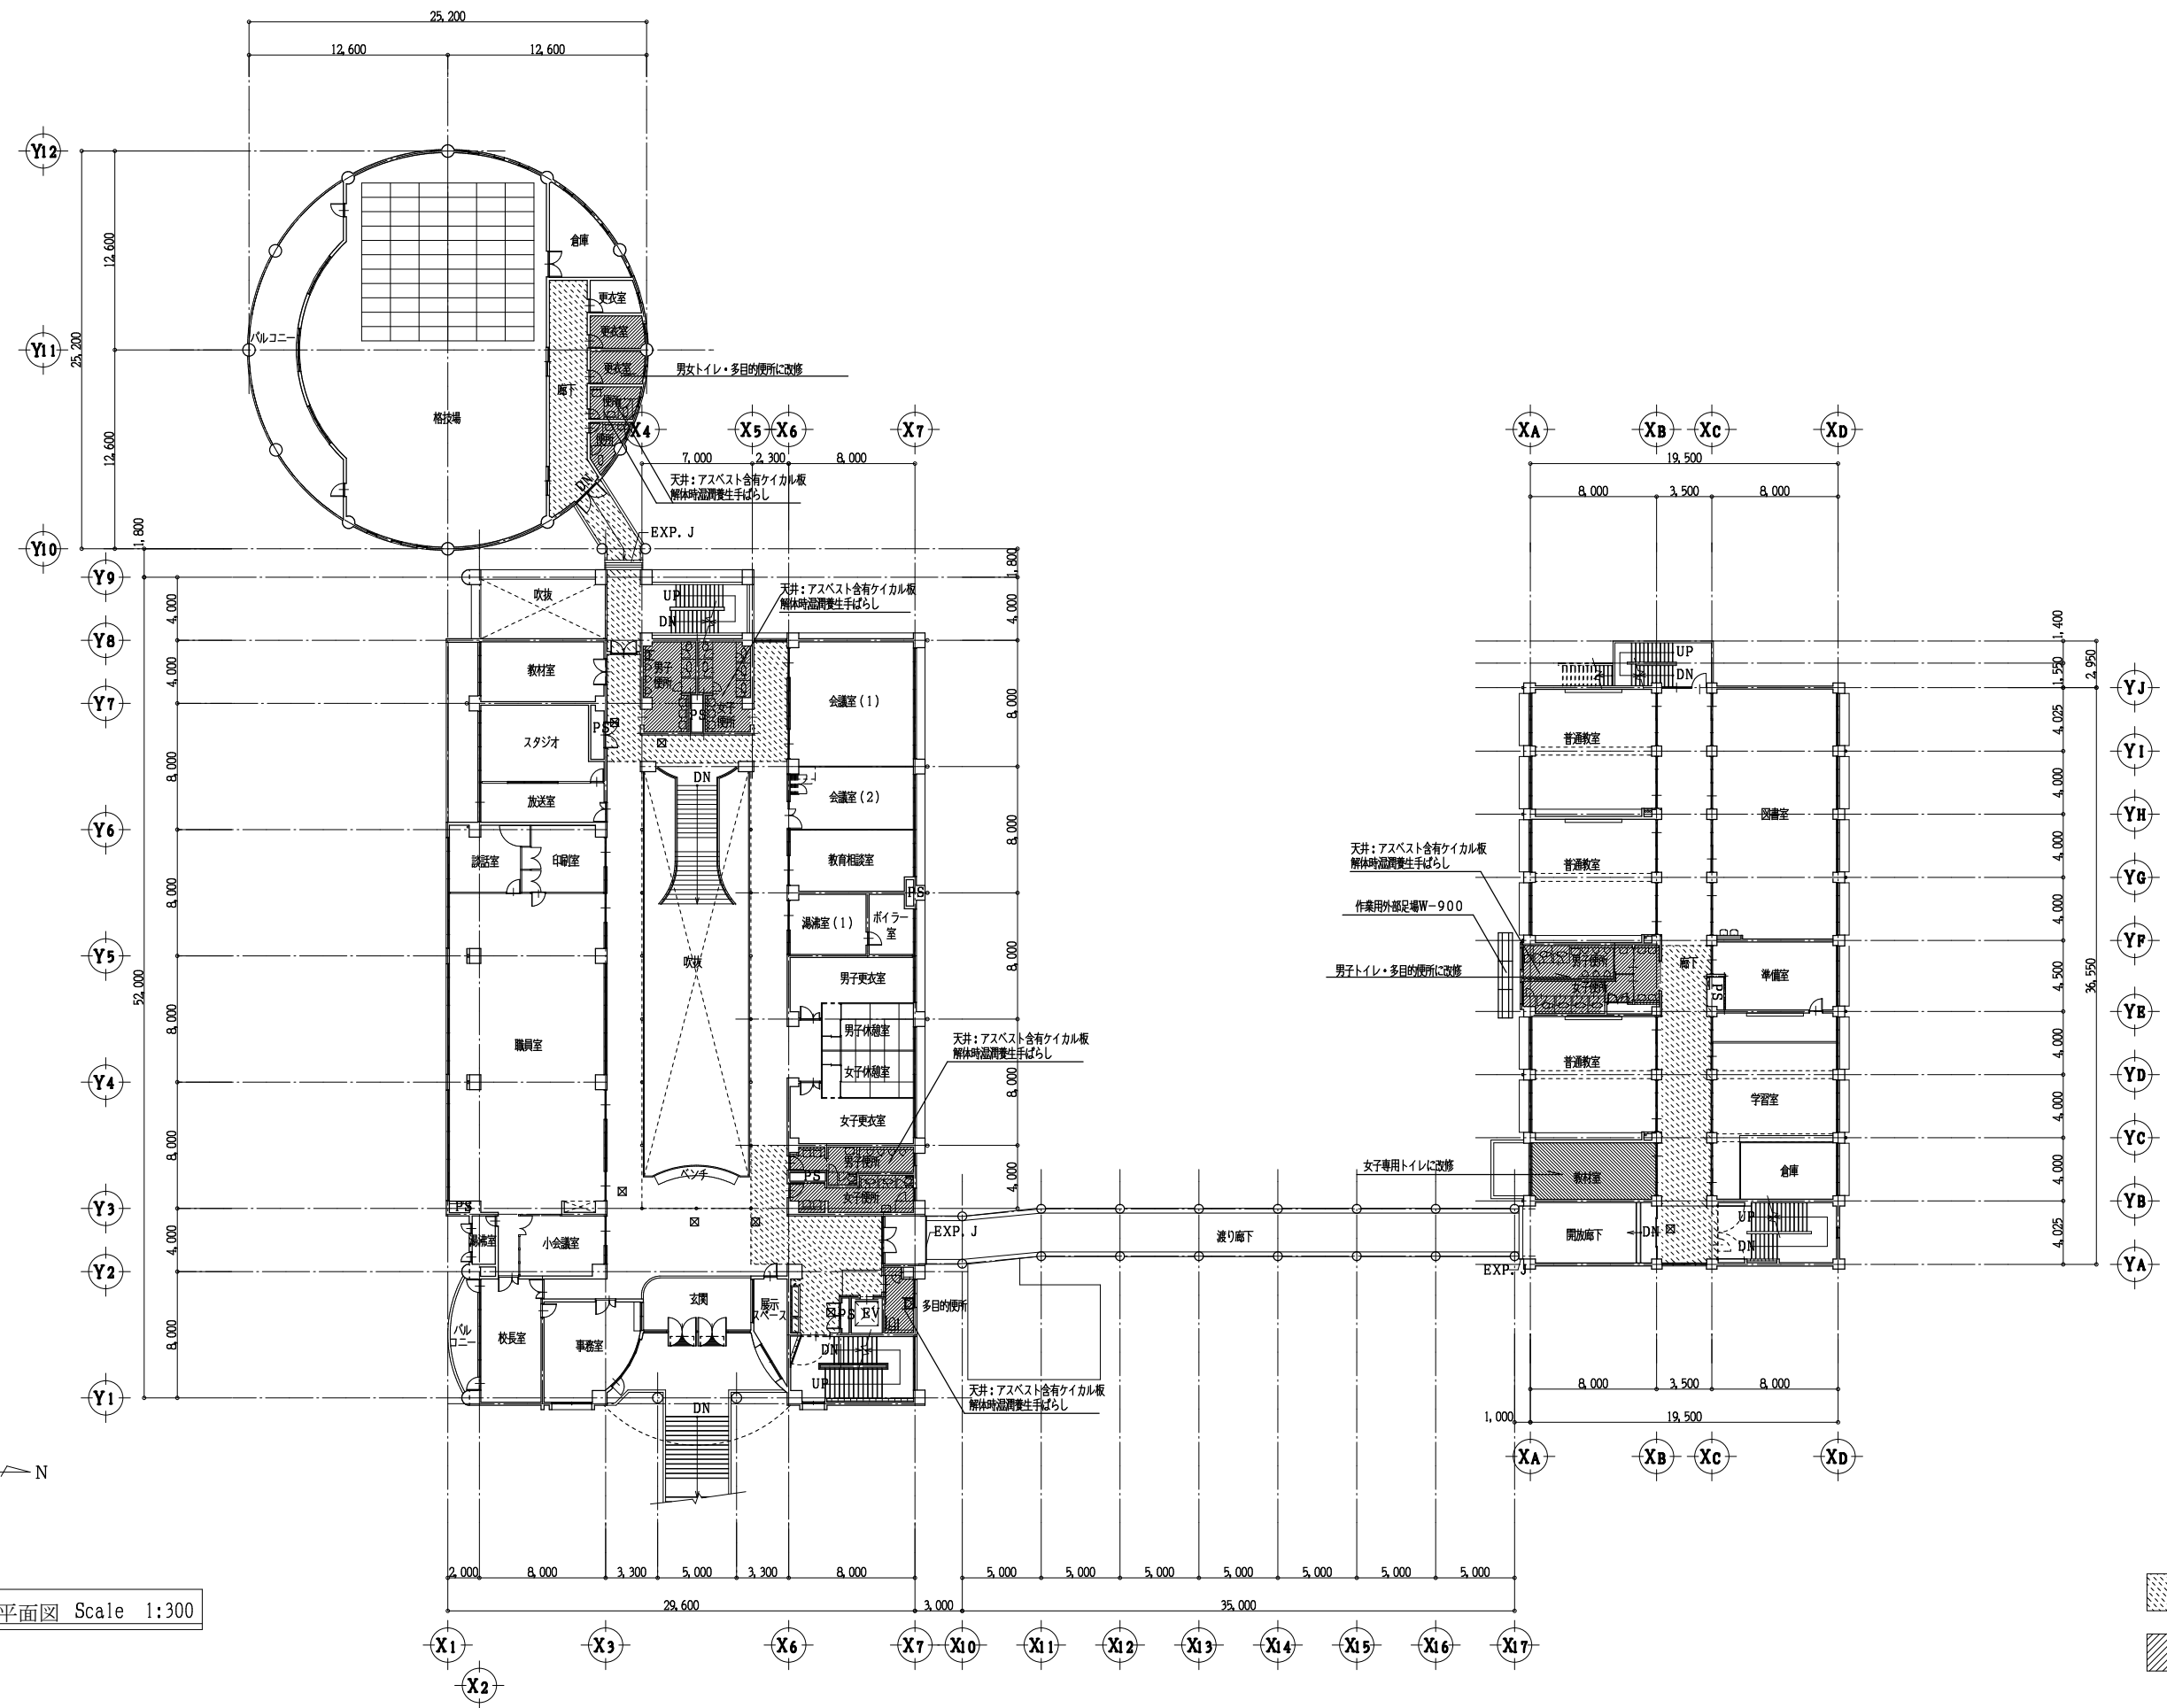 25,200
12,600
12,600
Y12
12,600
倉庫
更衣室
バルコニー
更衣室
Y11
25,200
更衣室
男女トイレ・多目的便所に改修
廊下
便所
格技場
便所
12,600
X4
X5
X6
X7
XA
XB
XC
XD
7,000
2,300
8,000
19,500
天井：アスベスト含有ケイカル板
解体時湿潤養生手ばらし
DN
8,000
3,500
8,000
1,800
EXP.J
Y10
1,800
Y9
吹抜
UP
DN
天井：アスベスト含有ケイカル板
解体時湿潤養生手ばらし
4,000
4,000
Y8
1,400
UP
DN
1,550
2,950
教材室
男子
便所
4,000
会議室(1)
8,000
YJ
Y7
PS
女子
便所
PS
4,025
スタジオ
普通教室
YI
8,000
DN
4,000
放送室
会議室(2)
Y6
図書室
YH
談話室
印刷室
教育相談室
8,000
天井：アスベスト含有ケイカル板
解体時湿潤養生手ばらし
普通教室
4,000
YG
8,000
PS
作業用外部足場W-900
湯沸室(1)
ボイラー
室
4,000
YF
Y5
吹抜
男子更衣室
8,000
男子トイレ・多目的便所に改修
男子便所
女子便所
廊下
準備室
PS
4,500
36,550
52,000
YE
8,000
職員室
男子休憩室
女子休憩室
天井：アスベスト含有ケイカル板
解体時湿潤養生手ばらし
普通教室
4,000
Y4
8,000
YD
女子更衣室
学習室
4,000
8,000
YC
男子便所
PS
女子便所
ベンチ
4,000
女子専用トイレに改修
教材室
倉庫
4,000
YB
Y3
PS
湯沸室
小会議室
4,000
EXP.J
渡り廊下
開放廊下
DN
UP
DN
4,025
Y2
EXP.J
YA
玄関
展示
スペース
PS
EV
多目的便所
バル
コニー
校長室
事務室
8,000
DN
UP
天井：アスベスト含有ケイカル板
解体時湿潤養生手ばらし
8,000
3,500
8,000
Y1
DN
1,000
19,500
XA
XB
XC
XD
N
2,000
8,000
3,300
5,000
3,300
8,000
5,000
5,000
5,000
5,000
5,000
5,000
5,000
29,600
3,000
35,000
平面図 Scale 1:300
X1
X3
X6
X7
X10
X11
X12
X13
X14
X15
X16
X17
X2